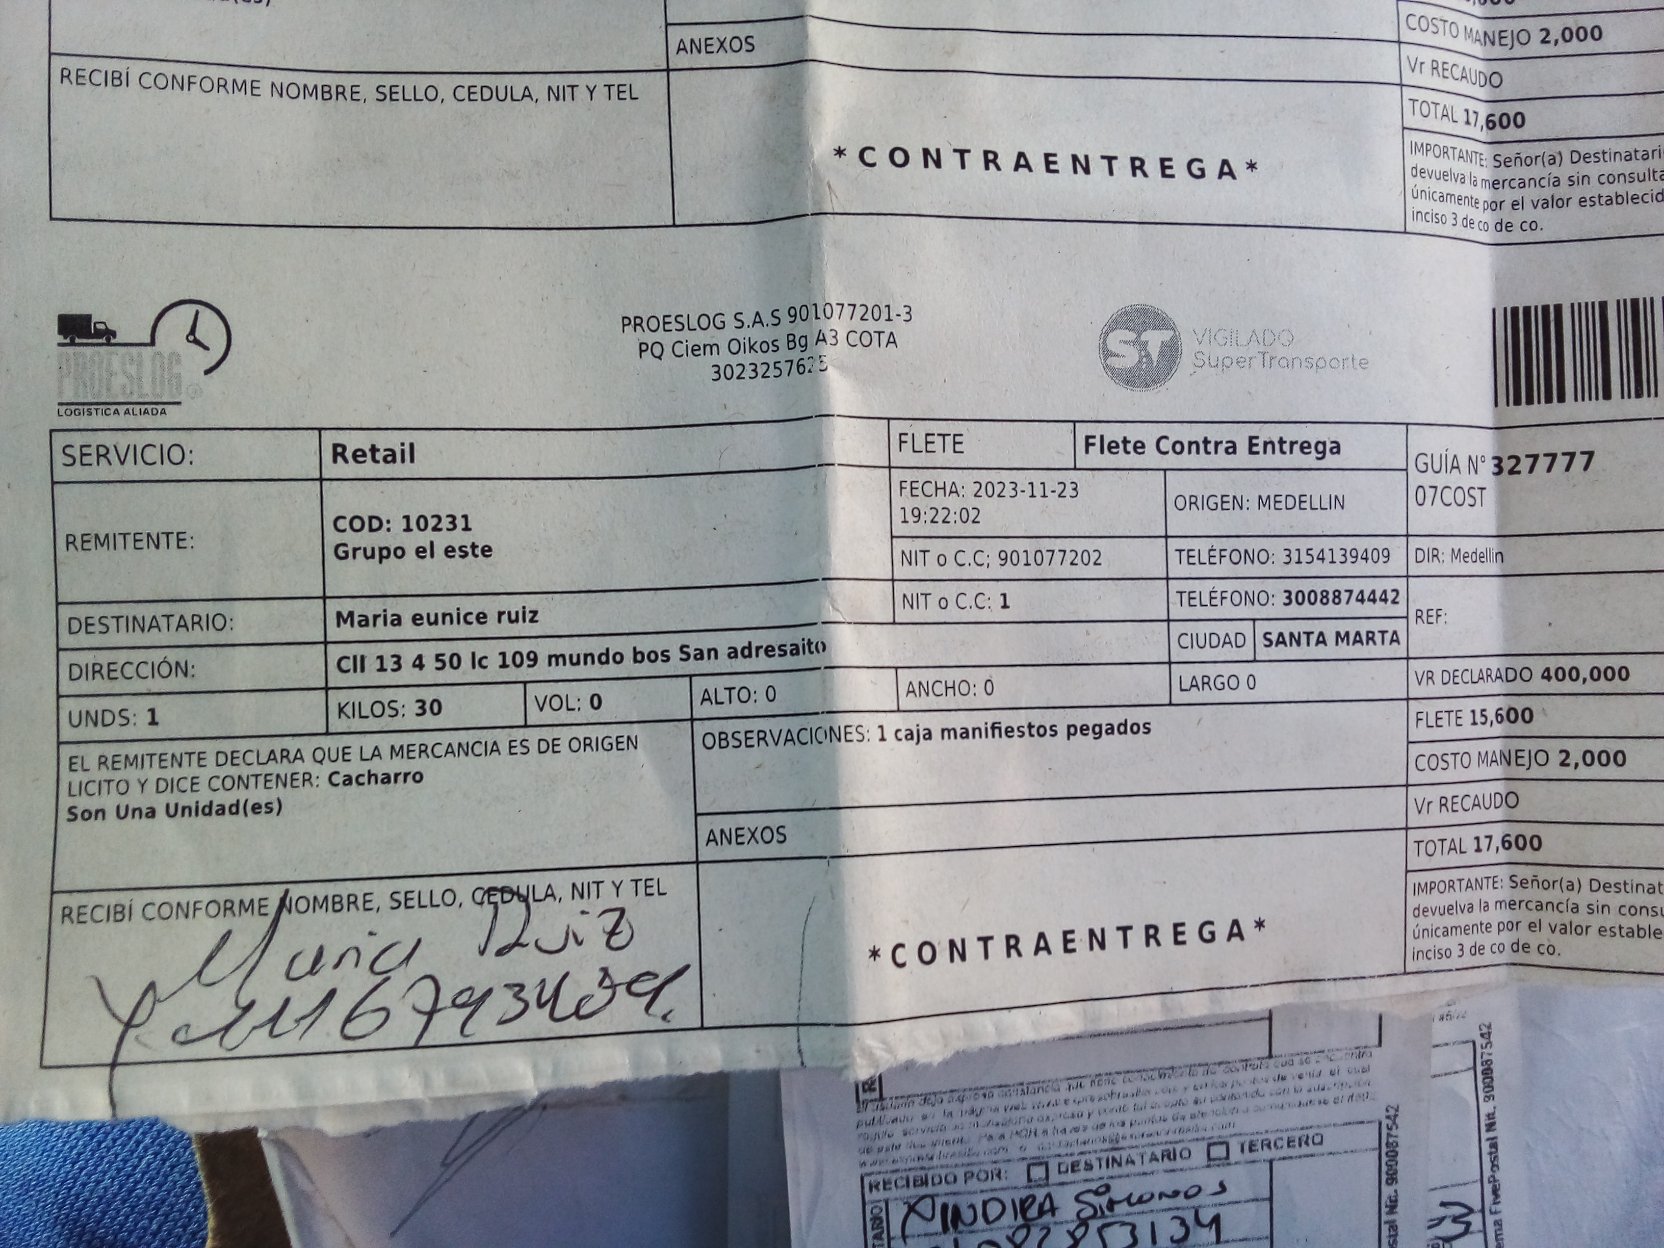 ANEXOS
COSTO MANEJO 2,000
Vr RECAUDO
RECIBÍ CONFORME NOMBRE, SELLO, CEDULA, NIT Y TEL
TOTAL 17,600
*CONTRAENTREGA*
IMPORTANTE: Señor(a) Destinatari
devuelva la mercancía sin consulta
únicamente por el valor establecid
inciso 3 de co de co.
PROESLOG
LOGISTICA ALIADA
PROESLOG S.A.S 901077201-3
PQ Ciem Oikos Bg A3 COTA
3023257625
ST
VIGILADO
SuperTransporte
SERVICIO: Retail
FLETE Flete Contra Entrega
GUÍA N° 327777
07COST
REMITENTE: COD: 10231
Grupo el este
FECHA: 2023-11-23
19:22:02
ORIGEN: MEDELLIN
NIT o C.C; 901077202
TELÉFONO: 3154139409
DIR: Medellin
DESTINATARIO: Maria eunice ruiz
NIT o C.C: 1
TELÉFONO: 3008874442
REF:
DIRECCIÓN: Cll 13 4 50 lc 109 mundo bos San adresaito
CIUDAD SANTA MARTA
UNDS: 1
KILOS: 30
VOL: 0
ALTO: 0
ANCHO: 0
LARGO 0
VR DECLARADO 400,000
FLETE 15,600
COSTO MANEJO 2,000
Vr RECAUDO
TOTAL 17,600
EL REMITENTE DECLARA QUE LA MERCANCIA ES DE ORIGEN
LICITO Y DICE CONTENER: Cacharro
Son Una Unidad(es)
OBSERVACIONES: 1 caja manifiestos pegados
ANEXOS
RECIBÍ CONFORME NOMBRE, SELLO, CEDULA, NIT Y TEL
Maria Ruiz
*CONTRAENTREGA*
IMPORTANTE: Señor(a) Destinat
devuelva la mercancía sin consu
únicamente por el valor estable
inciso 3 de co de co.
RECIBIDO POR: DESTINATARIO TERCERO
Postal Nit. 900087542